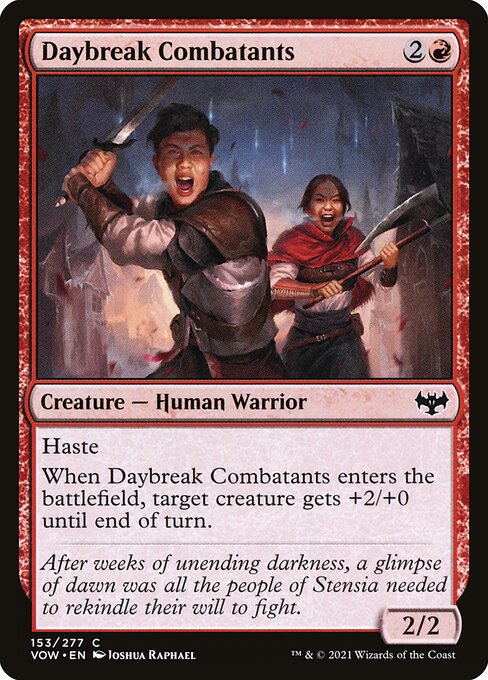 Daybreak Combatants 2
Creature — Human Warrior
Haste
When Daybreak Combatants enters the
battlefield, target creature gets +2/+0
until end of turn.
After weeks of unending darkness, a glimpse
of dawn was all the people of Stensia needed
to rekindle their will to fight.
2/2
153/277 C
VOW • EN Joshua Raphael
™ & © 2021 Wizards of the Coast